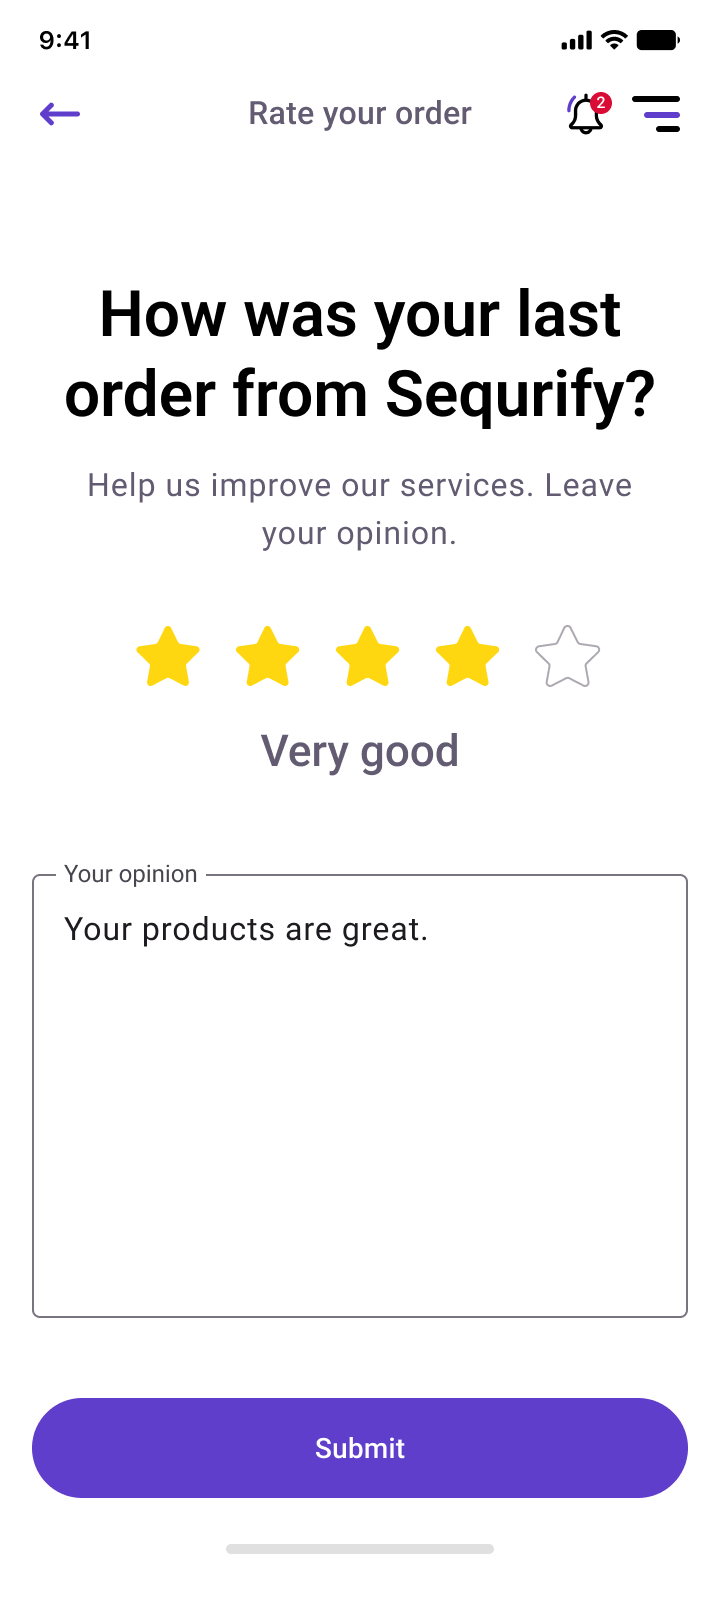 9:41
Rate your order
2
How was your last
order from Sequrify?
Help us improve our services. Leave
your opinion.
Very good
Your opinion
Your products are great.
Submit